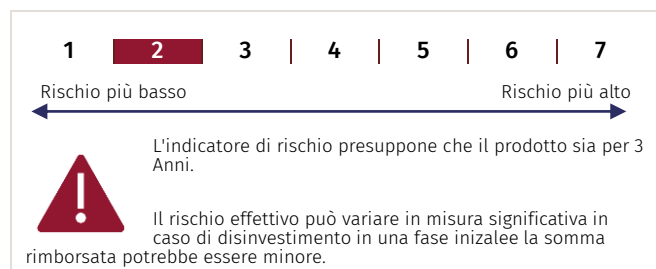 1 2 3 4 5 6 7
Rischio più basso Rischio più alto
L'indicatore di rischio presuppone che il prodotto sia per 3
Anni.
Il rischio effettivo può variare in misura significativa in
caso di disinvestimento in una fase inizalee la somma
rimborsata potrebbe essere minore.